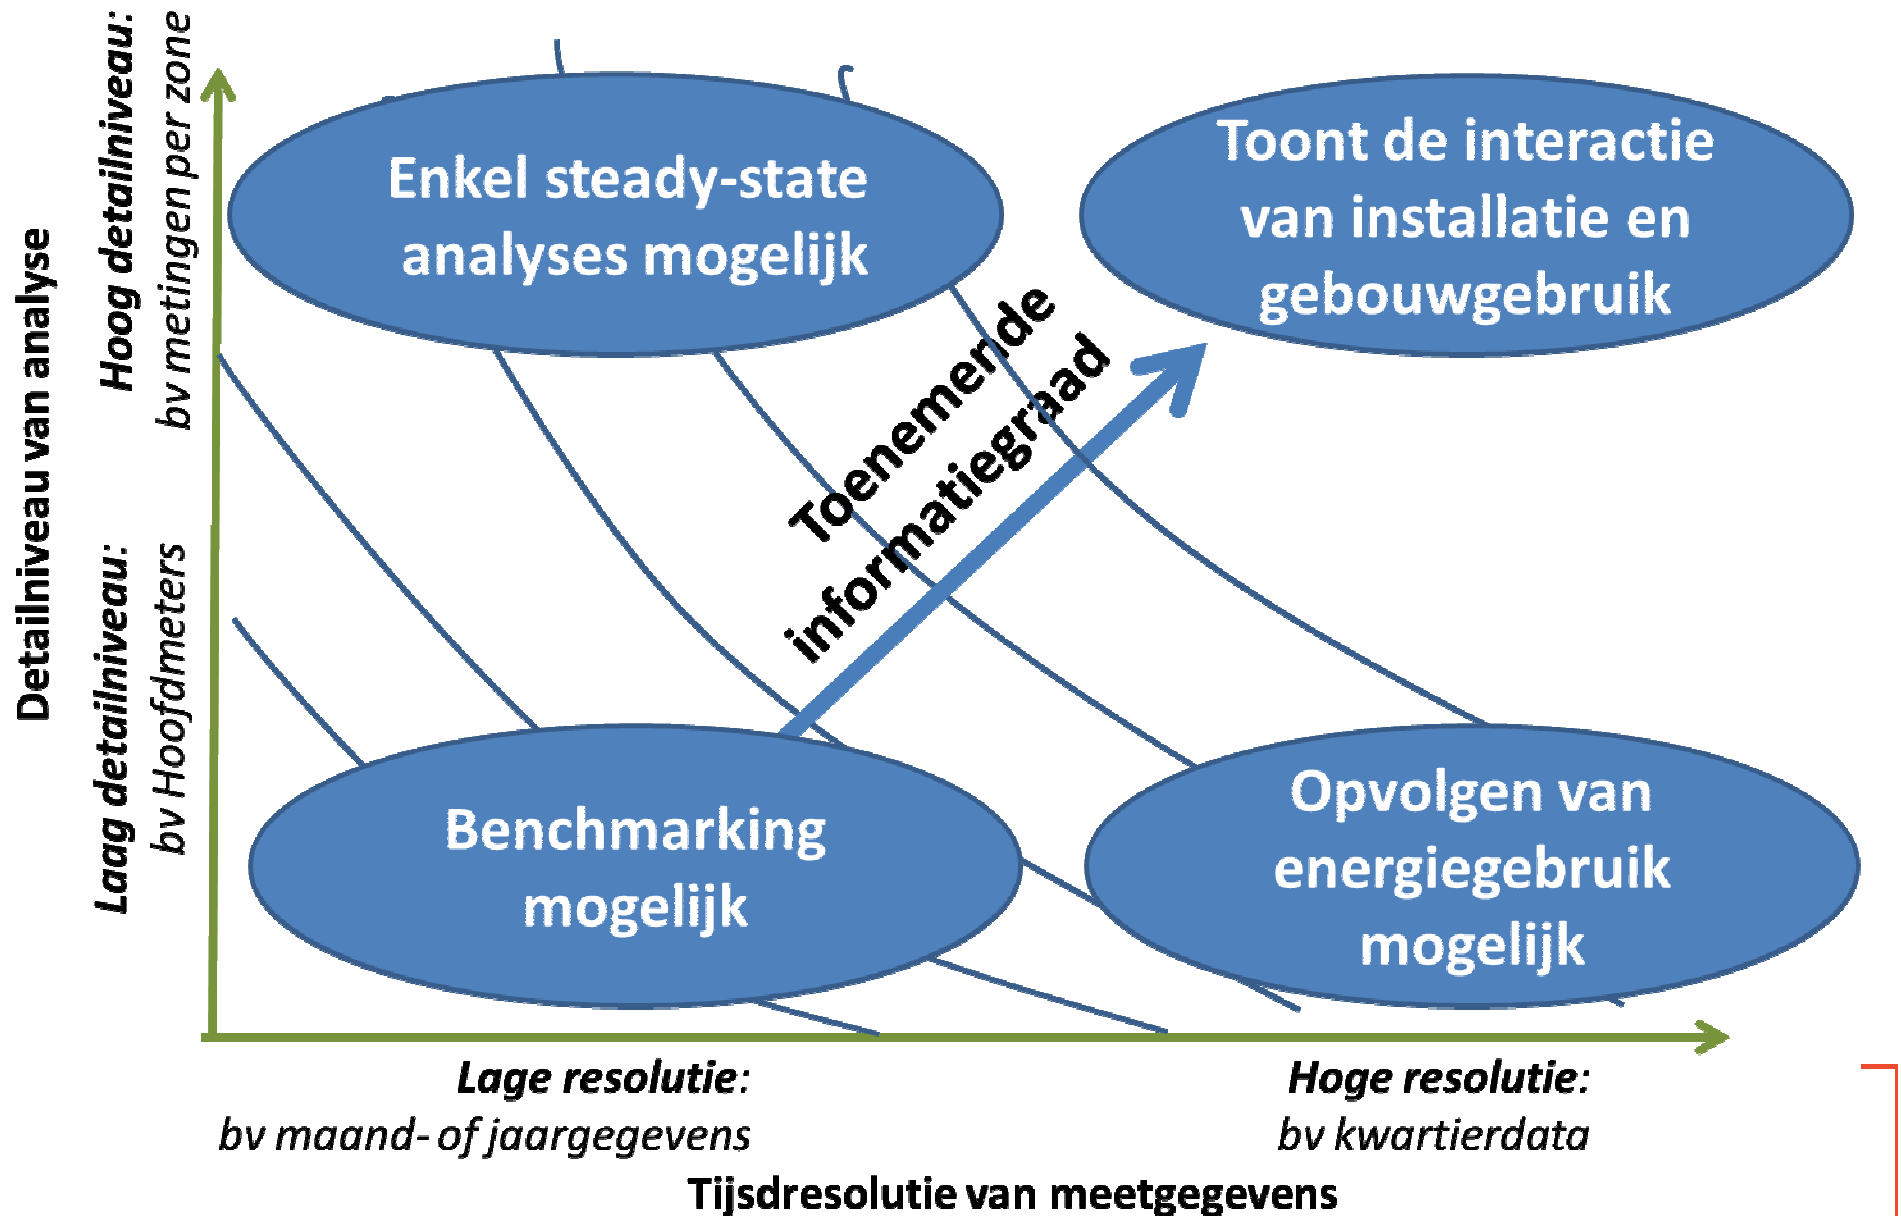 Detailniveau van analyse
Hoog detailniveau:
bv metingen per zone
Laag detailniveau:
bv Hoofdmeters
Enkel steady-state
analyses mogelijk
Toont de interactie
van installatie en
gebouwgebruik
Toenemende
informatiegraad
Benchmarking
mogelijk
Opvolgen van
energiegebruik
mogelijk
Lage resolutie:
bv maand- of jaargegevens
Hoge resolutie:
bv kwartierdata
Tijsdresolutie van meetgegevens